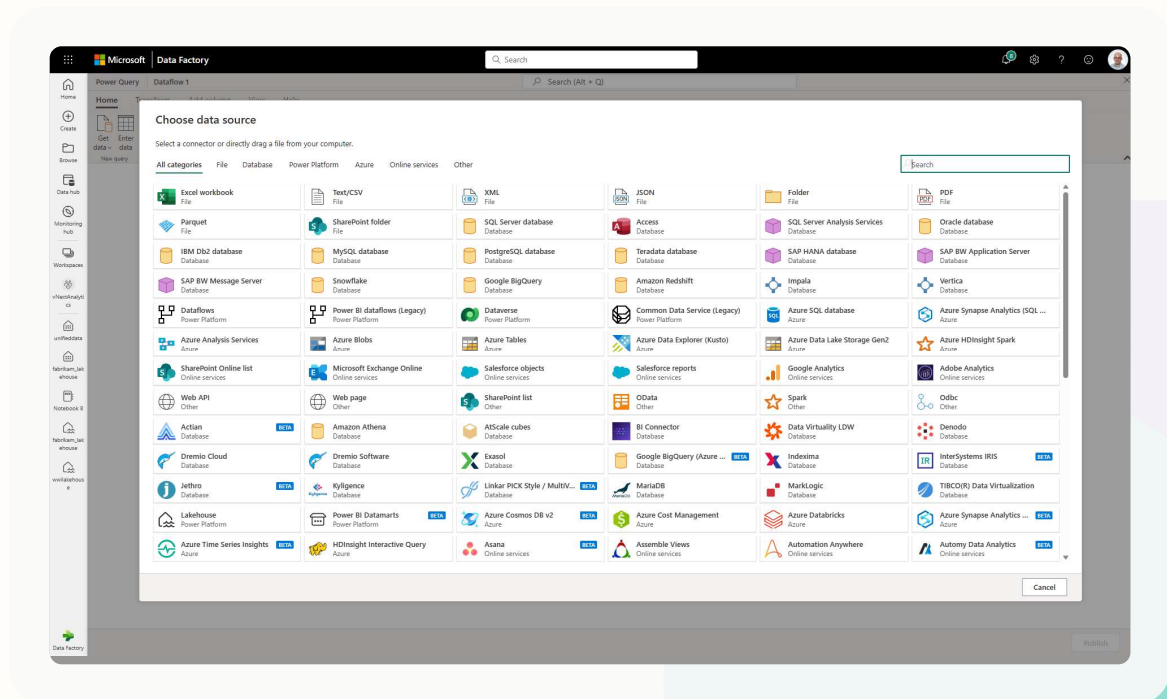 Microsoft Data Factory
Search
8
Power Query Dataflow 1
Search (Alt + Q)
Home
Create
Browse
Data hub
Monitoring
hub
Workspaces
vNextAnalyti
cs
unifieddata
fabrikam_lak
ehouse
Notebook 8
fabrikam_lak
ehouse
wwilakehous
e
Data Factory
Home Transform Add column View Help
Get
data
Enter
data
New query
Choose data source
Select a connector or directly drag a file from your computer.
All categories File Database Power Platform Azure Online services Other
Search
Excel workbook
File
Text/CSV
File
XML
File
JSON
File
Folder
File
PDF
File
Parquet
File
SharePoint folder
File
SQL Server database
Database
Access
Database
SQL Server Analysis Services
Database
Oracle database
Database
IBM Db2 database
Database
MySQL database
Database
PostgreSQL database
Database
Teradata database
Database
SAP HANA database
Database
SAP BW Application Server
Database
SAP BW Message Server
Database
Snowflake
Database
Google BigQuery
Database
Amazon Redshift
Database
Impala
Database
Vertica
Database
Dataflows
Power Platform
Power BI dataflows (Legacy)
Power Platform
Dataverse
Power Platform
Common Data Service (Legacy)
Power Platform
Azure SQL database
Azure
Azure Synapse Analytics (SQL ...
Azure
Azure Analysis Services
Azure
Azure Blobs
Azure
Azure Tables
Azure
Azure Data Explorer (Kusto)
Azure
Azure Data Lake Storage Gen2
Azure
Azure HDInsight Spark
Azure
SharePoint Online list
Online services
Microsoft Exchange Online
Online services
Salesforce objects
Online services
Salesforce reports
Online services
Google Analytics
Online services
Adobe Analytics
Online services
Web API
Other
Web page
Other
SharePoint list
Other
OData
Other
Spark
Other
Odbc
Other
Actian BETA
Database
Amazon Athena
Database
AtScale cubes
Database
BI Connector
Database
Data Virtuality LDW
Database
Denodo
Database
Dremio Cloud
Database
Dremio Software
Database
Exasol
Database
Google BigQuery (Azure ... BETA
Database
Indexima
Database
InterSystems IRIS BETA
Database
Jethro BETA
Database
Kyligence
Database
Linkar PICK Style / MultiV... BETA
Database
MariaDB
Database
MarkLogic
Database
TIBCO(R) Data Virtualization
Database
Lakehouse
Power Platform
Power BI Datamarts BETA
Power Platform
Azure Cosmos DB v2 BETA
Azure
Azure Cost Management
Azure
Azure Databricks
Azure
Azure Synapse Analytics ... BETA
Azure
Azure Time Series Insights BETA
Azure
HDInsight Interactive Query
Azure
Asana BETA
Online services
Assemble Views
Online services
Automation Anywhere
Online services
Automy Data Analytics BETA
Online services
Cancel
Publish